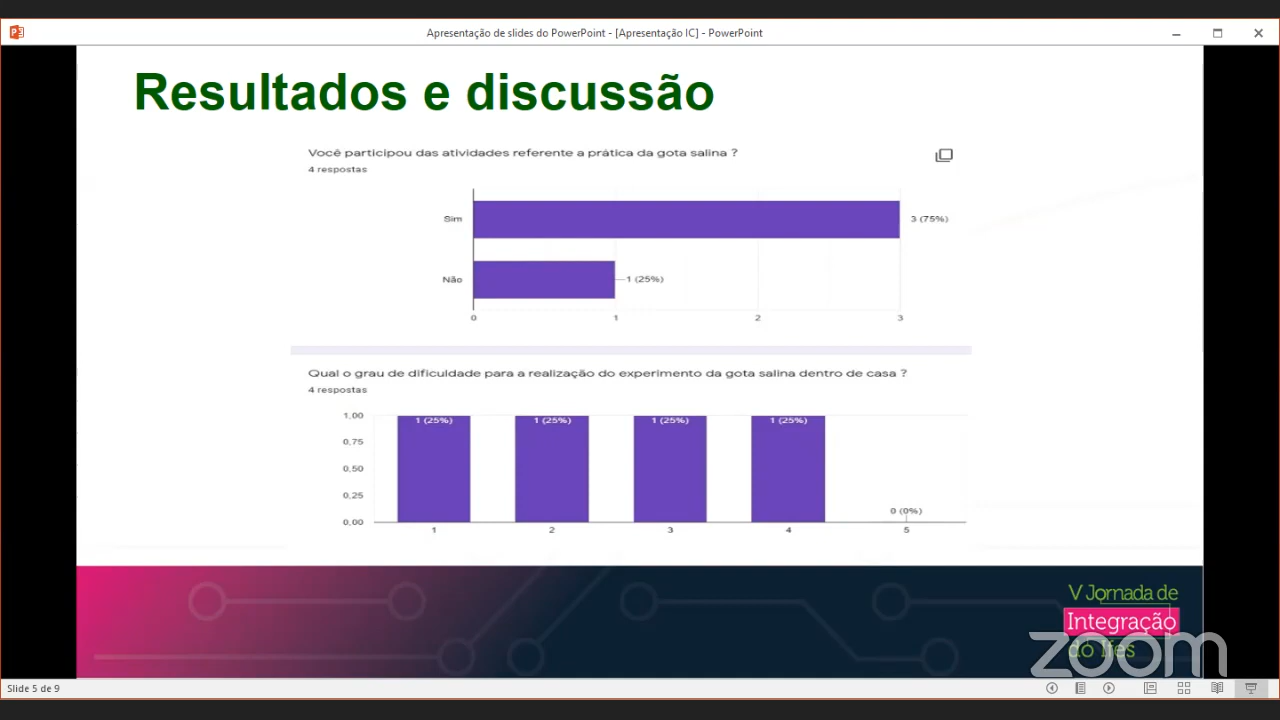 Apresentação de slides do PowerPoint - [Apresentação IC] - PowerPoint
Resultados e discussão
Você participou das atividades referente a prática da gota salina ?
4 respostas
Sim
3 (75%)
Não
1 (25%)
0 1 2 3
Qual o grau de dificuldade para a realização do experimento da gota salina dentro de casa ?
4 respostas
1,00
1 (25%) 1 (25%) 1 (25%) 1 (25%)
0,75
0,50
0,25
0 (0%)
0,00
1 2 3 4 5
V Jornada de
Integração
do Ifes
zoom
Slide 5 de 9